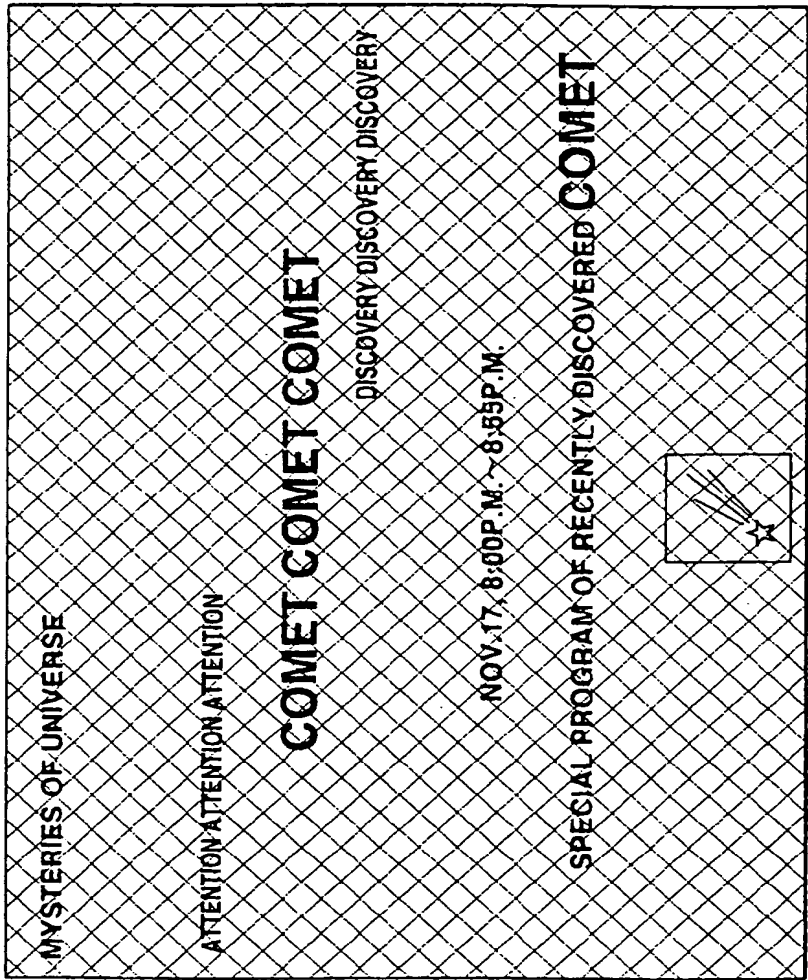 MYSTERIES OF UNIVERSE
ATTENTION ATTENTION ATTENTION
COMET COMET COMET
DISCOVERY DISCOVERY DISCOVERY
NOV.17, 8:00P.M.~8:55P.M.
SPECIAL PROGRAM OF RECENTLY DISCOVERED COMET